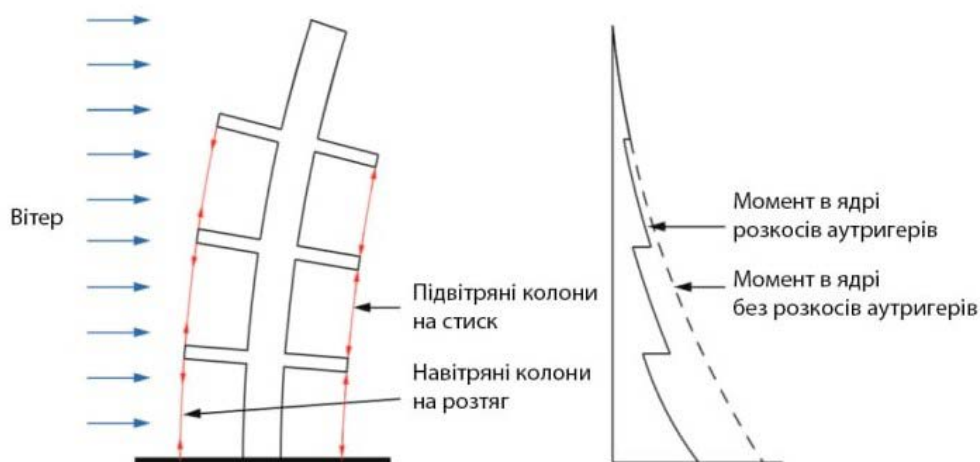 Вітер
Підвітряні колони
на стиск
Навітряні колони
на розтяг
Момент в ядрі
розкосів аутригерів
Момент в ядрі
без розкосів аутригерів